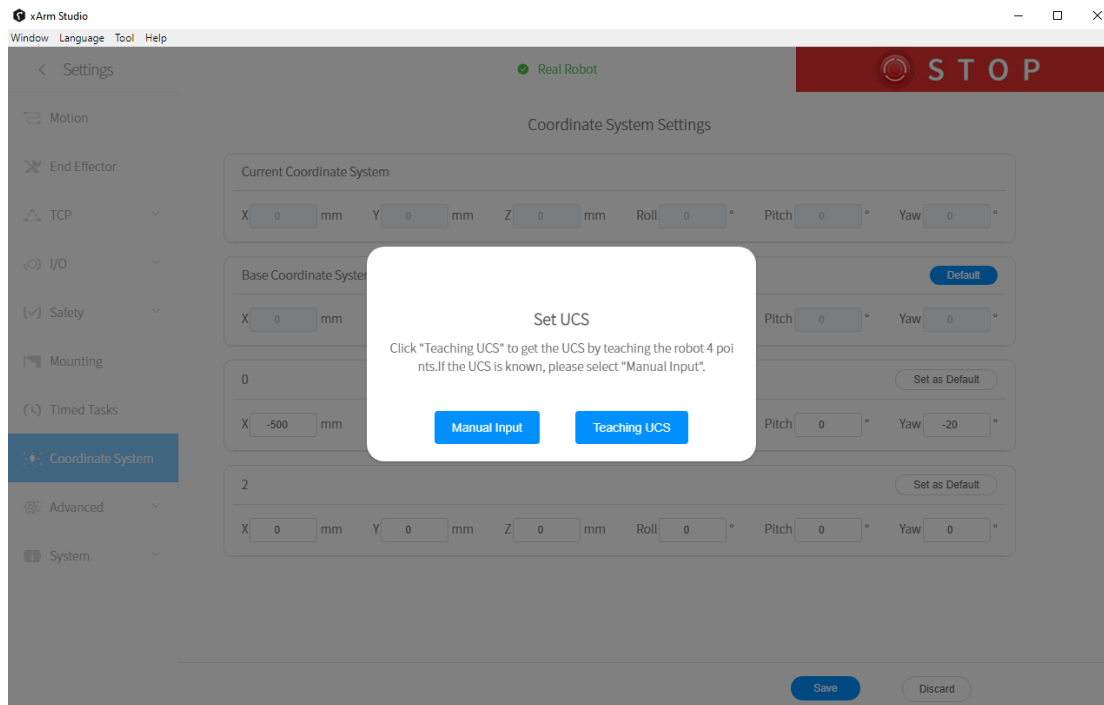 xArm Studio
Window Language Tool Help
Settings
Real Robot
STOP
Motion
End Effector
TCP
I/O
Safety
Mounting
Timed Tasks
Coordinate System
Advanced
System
Coordinate System Settings
Current Coordinate System
X 0 mm Y 0 mm Z 0 mm Roll 0 ° Pitch 0 ° Yaw 0 °
Base Coordinate System Default
X 0 mm Pitch 0 ° Yaw 0 °
0 Set as Default
X -500 mm Pitch 0 ° Yaw -20 °
Set UCS
Click "Teaching UCS" to get the UCS by teaching the robot 4 poi
nts.If the UCS is known, please select "Manual Input".
Manual Input Teaching UCS
2 Set as Default
X 0 mm Y 0 mm Z 0 mm Roll 0 ° Pitch 0 ° Yaw 0 °
Save Discard